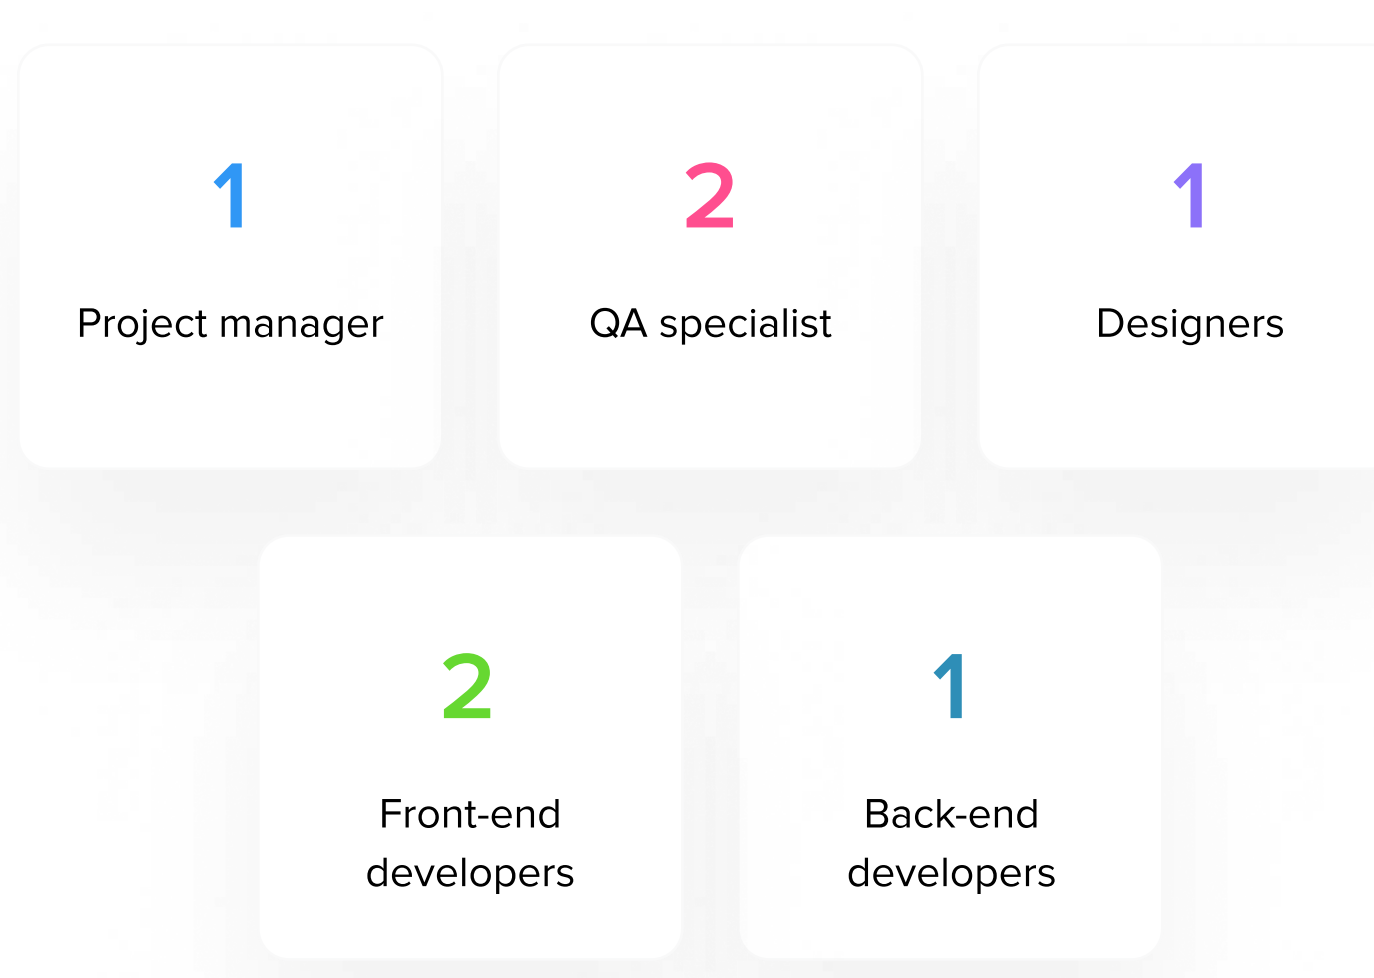 1
Project manager
2
QA specialist
1
Designers
2
Front-end
developers
1
Back-end
developers